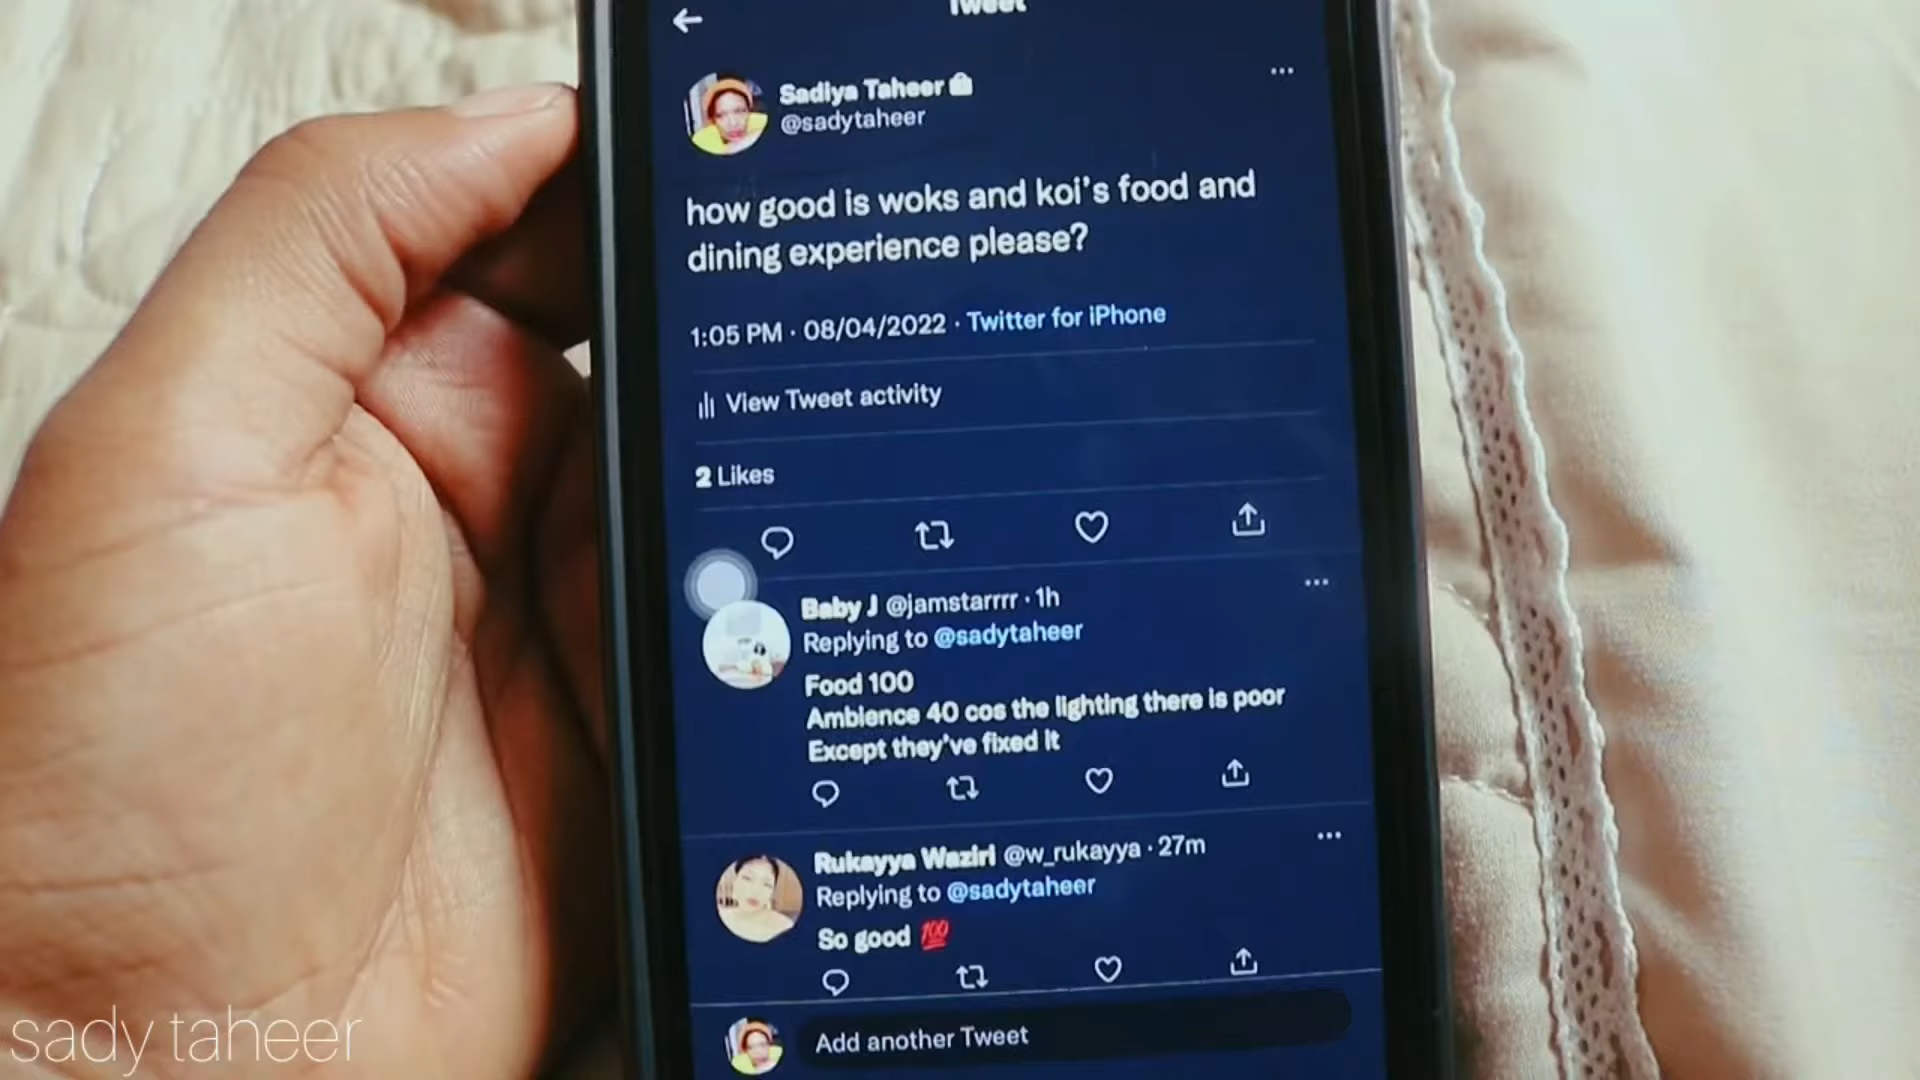 Tweet
Sadiya Taheer
@sadytaheer
how good is woks and koi's food and
dining experience please?
1:05 PM · 08/04/2022 · Twitter for iPhone
View Tweet activity
2 Likes
Baby J @jamstarrrr · 1h
Replying to @sadytaheer
Food 100
Ambience 40 cos the lighting there is poor
Except they've fixed it
Rukayya Waziri @w_rukayya · 27m
Replying to @sadytaheer
So good 💯
Add another Tweet
sady taheer